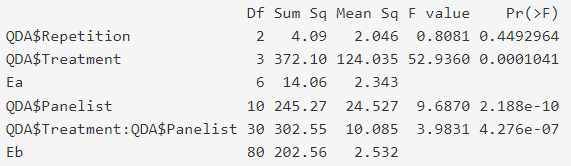 Df Sum Sq Mean Sq F value Pr(>F)
QDA$Repetition 2 4.09 2.046 0.8081 0.4492964
QDA$Treatment 3 372.10 124.035 52.9360 0.0001041
Ea 6 14.06 2.343
QDA$Panelist 10 245.27 24.527 9.6870 2.188e-10
QDA$Treatment:QDA$Panelist 30 302.55 10.085 3.9831 4.276e-07
Eb 80 202.56 2.532